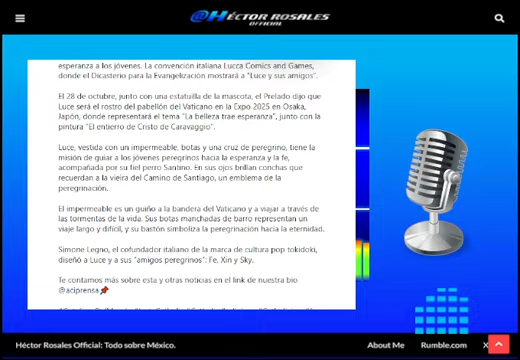 @HÉCTOR ROSALES
OFFICIAL
esperanza a los jóvenes. La convención italiana Lucca Comics and Games,
donde el Dicasterio para la Evangelización mostrará a "Luce y sus amigos".
El 28 de octubre, junto con una estatuilla de la mascota, el Prelado dijo que
Luce será el rostro del pabellón del Vaticano en la Expo 2025 en Osaka,
Japón, donde representará el tema "La belleza trae esperanza", junto con la
pintura "El entierro de Cristo de Caravaggio".
Luce, vestida con un impermeable, botas y una cruz de peregrino, tiene la
misión de guiar a los jóvenes peregrinos hacia la esperanza y la fe,
acompañada por su fiel perro Santino. En sus ojos brillan conchas que
recuerdan a la vieira del Camino de Santiago, un emblema de la
peregrinación.
El impermeable es un guiño a la bandera del Vaticano y a viajar a través de
las tormentas de la vida. Sus botas manchadas de barro representan un
viaje largo y difícil, y su bastón simboliza la peregrinación hacia la eternidad.
Simone Legno, el cofundador italiano de la marca de cultura pop tokidoki,
diseñó a Luce y a sus "amigos peregrinos": Fe, Xin y Sky.
Te contamos más sobre esta y otras noticias en el link de nuestra bio
@aciprensa
Héctor Rosales Official: Todo sobre México.
About Me
Rumble.com
X